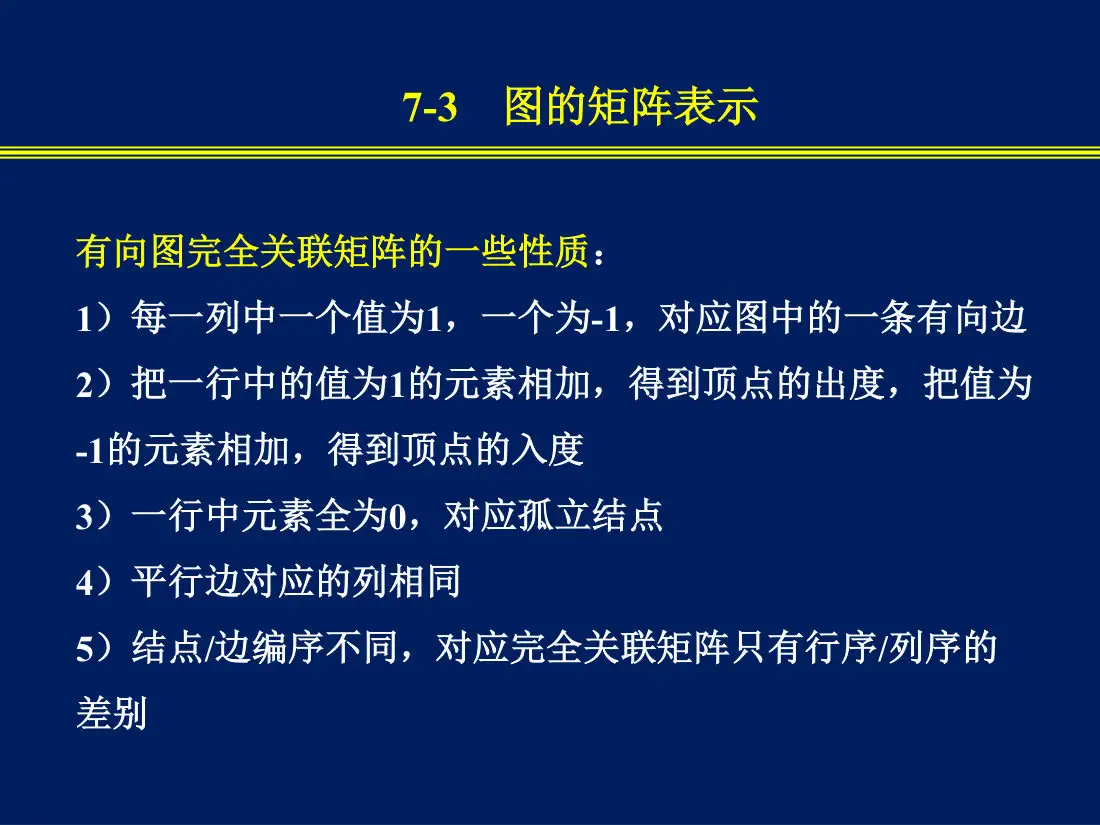 7-3 图的矩阵表示
有向图完全关联矩阵的一些性质：
1）每一列中一个值为1，一个为-1，对应图中的一条有向边
2）把一行中的值为1的元素相加，得到顶点的出度，把值为
-1的元素相加，得到顶点的入度
3）一行中元素全为0，对应孤立结点
4）平行边对应的列相同
5）结点/边编序不同，对应完全关联矩阵只有行序/列序的
差别